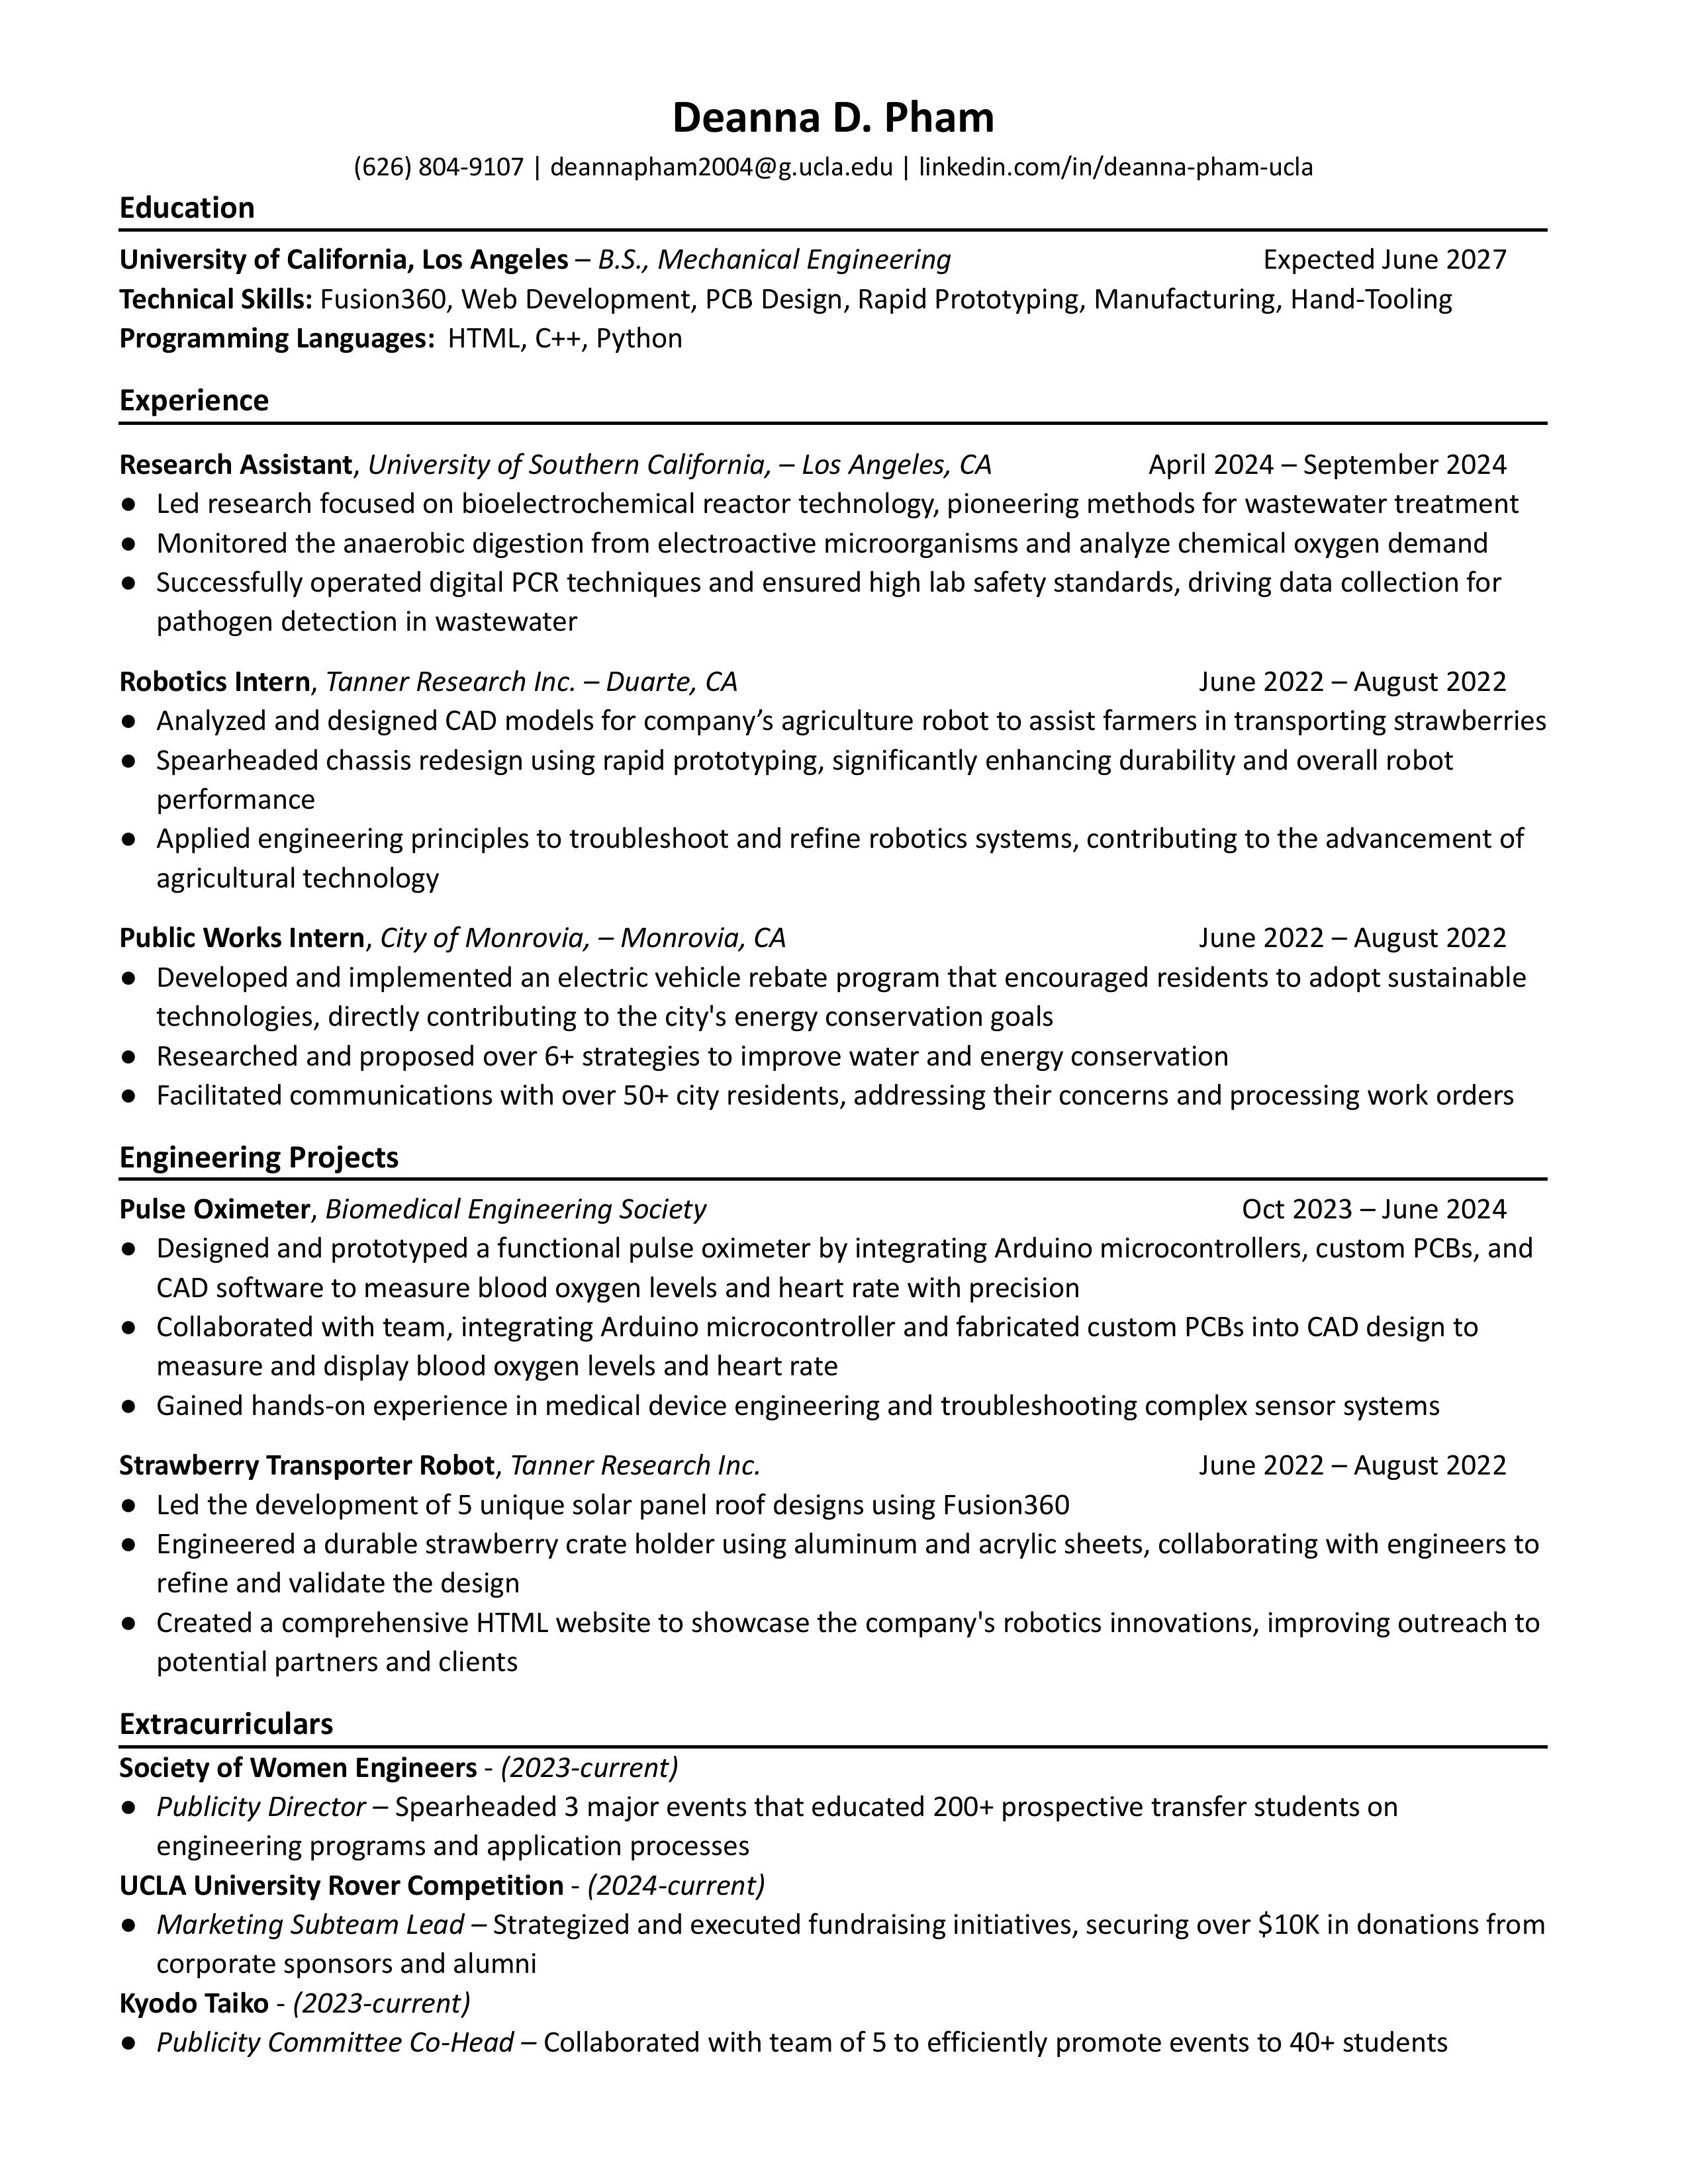 Deanna D. Pham
(626) 804-9107 | deannapham2004@g.ucla.edu | linkedin.com/in/deanna-pham-ucla
Education
University of California, Los Angeles – B.S., Mechanical Engineering Expected June 2027
Technical Skills: Fusion360, Web Development, PCB Design, Rapid Prototyping, Manufacturing, Hand-Tooling
Programming Languages: HTML, C++, Python
Experience
Research Assistant, University of Southern California, – Los Angeles, CA April 2024 – September 2024
● Led research focused on bioelectrochemical reactor technology, pioneering methods for wastewater treatment
● Monitored the anaerobic digestion from electroactive microorganisms and analyze chemical oxygen demand
● Successfully operated digital PCR techniques and ensured high lab safety standards, driving data collection for
pathogen detection in wastewater
Robotics Intern, Tanner Research Inc. – Duarte, CA June 2022 – August 2022
● Analyzed and designed CAD models for company’s agriculture robot to assist farmers in transporting strawberries
● Spearheaded chassis redesign using rapid prototyping, significantly enhancing durability and overall robot
performance
● Applied engineering principles to troubleshoot and refine robotics systems, contributing to the advancement of
agricultural technology
Public Works Intern, City of Monrovia, – Monrovia, CA June 2022 – August 2022
● Developed and implemented an electric vehicle rebate program that encouraged residents to adopt sustainable
technologies, directly contributing to the city's energy conservation goals
● Researched and proposed over 6+ strategies to improve water and energy conservation
● Facilitated communications with over 50+ city residents, addressing their concerns and processing work orders
Engineering Projects
Pulse Oximeter, Biomedical Engineering Society Oct 2023 – June 2024
● Designed and prototyped a functional pulse oximeter by integrating Arduino microcontrollers, custom PCBs, and
CAD software to measure blood oxygen levels and heart rate with precision
● Collaborated with team, integrating Arduino microcontroller and fabricated custom PCBs into CAD design to
measure and display blood oxygen levels and heart rate
● Gained hands-on experience in medical device engineering and troubleshooting complex sensor systems
Strawberry Transporter Robot, Tanner Research Inc. June 2022 – August 2022
● Led the development of 5 unique solar panel roof designs using Fusion360
● Engineered a durable strawberry crate holder using aluminum and acrylic sheets, collaborating with engineers to
refine and validate the design
● Created a comprehensive HTML website to showcase the company's robotics innovations, improving outreach to
potential partners and clients
Extracurriculars
Society of Women Engineers - (2023-current)
● Publicity Director – Spearheaded 3 major events that educated 200+ prospective transfer students on
engineering programs and application processes
UCLA University Rover Competition - (2024-current)
● Marketing Subteam Lead – Strategized and executed fundraising initiatives, securing over $10K in donations from
corporate sponsors and alumni
Kyodo Taiko - (2023-current)
● Publicity Committee Co-Head – Collaborated with team of 5 to efficiently promote events to 40+ students